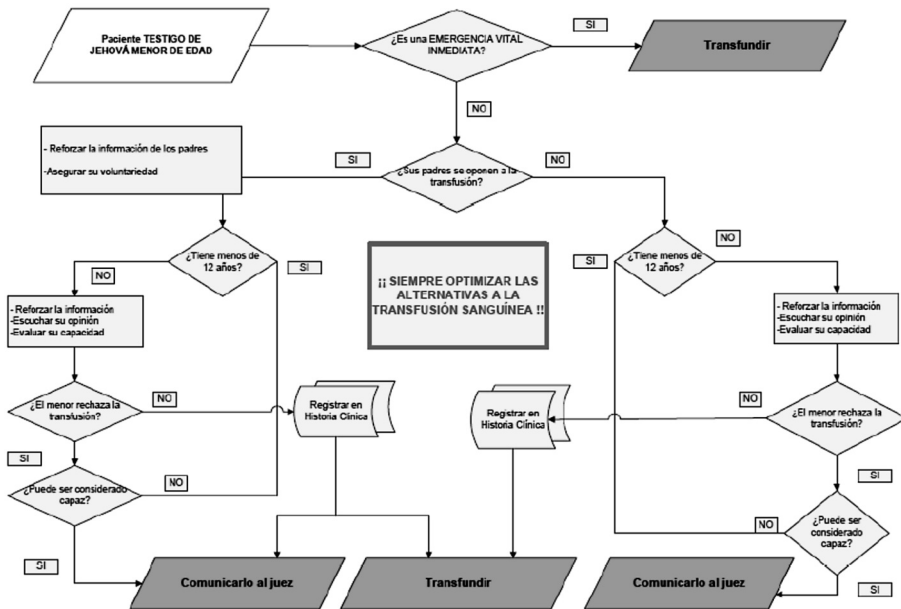 Paciente TESTIGO DE
JEHOVÁ MENOR DE EDAD
¿Es una EMERGENCIA VITAL
INMEDIATA?
SI
Transfundir
NO
- Reforzar la información de los padres
-Asegurar su voluntariedad
SI
¿Sus padres se oponen a la
transfusión?
NO
¿Tiene menos de
12 años?
NO
SI
¡¡ SIEMPRE OPTIMIZAR LAS
ALTERNATIVAS A LA
TRANSFUSIÓN SANGUÍNEA !!
SI
¿Tiene menos de
12 años?
NO
- Reforzar la información
-Escuchar su opinión
-Evaluar su capacidad
- Reforzar la información
-Escuchar su opinión
-Evaluar su capacidad
¿El menor rechaza la
transfusión?
NO
Registrar en
Historia Clínica
Registrar en
Historia Clínica
NO
¿El menor rechaza la
transfusión?
SI
SI
¿Puede ser considerado
capaz?
NO
NO
¿Puede ser
considerado
capaz?
SI
Comunicarlo al juez
Transfundir
Comunicarlo al juez
SI